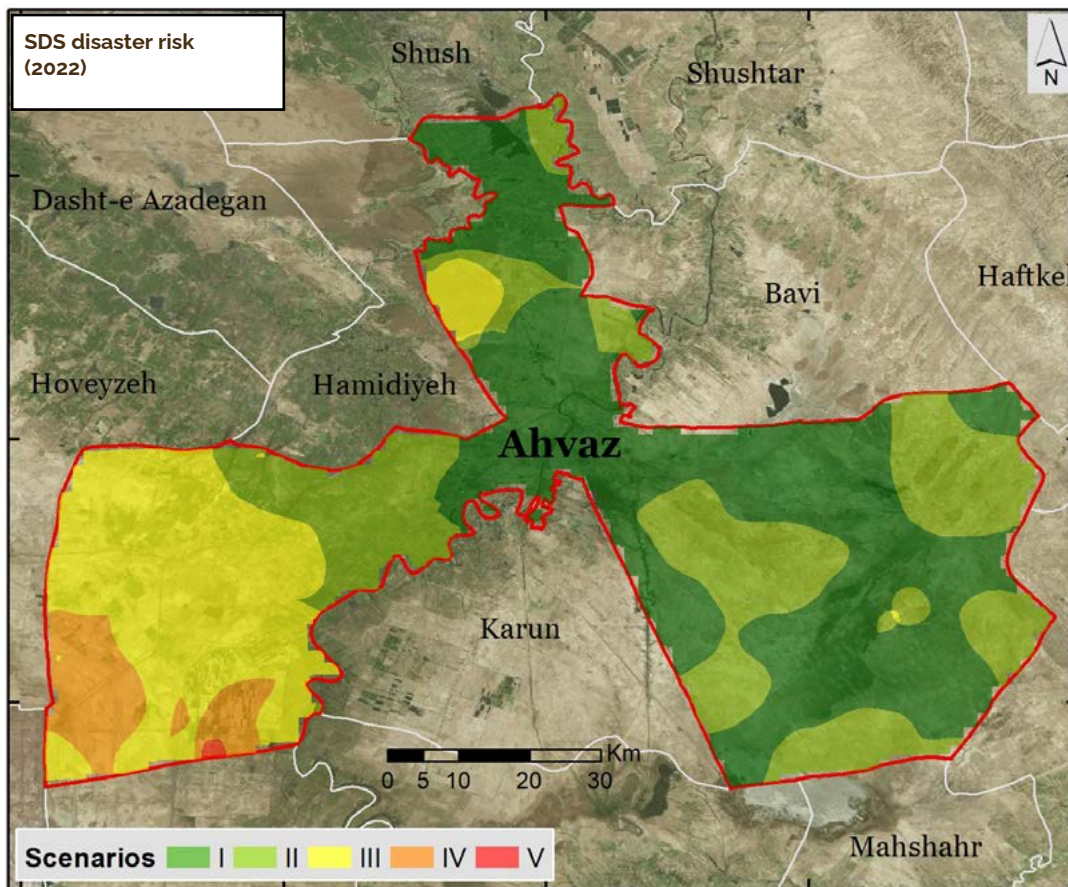 SDS disaster risk
(2022)
Shush
Shushtar
N
Dasht-e Azadegan
Haftkel
Bavi
Hoveyzeh
Hamidiyeh
Ahvaz
Karun
Km
0 5 10 20 30
Mahshahr
Scenarios I II III IV V